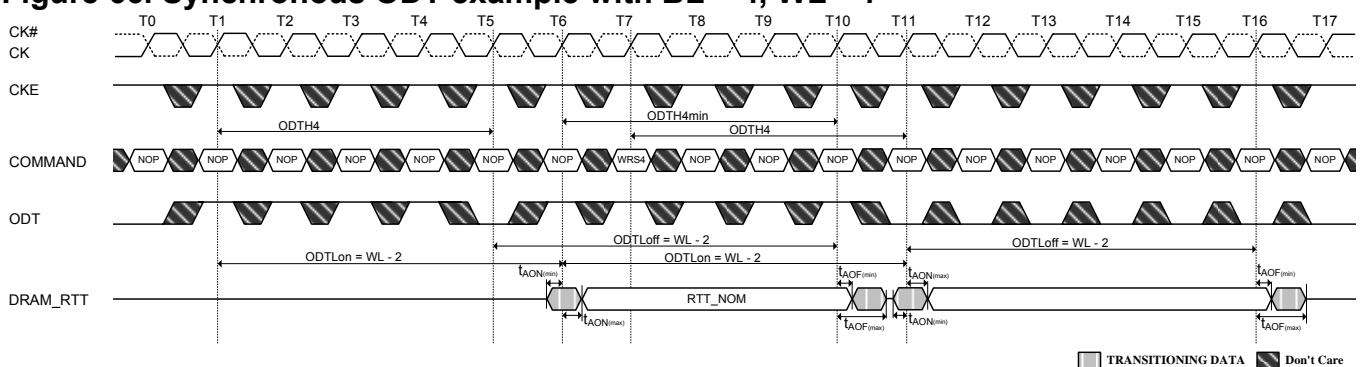 T0 T1 T2 T3 T4 T5 T6 T7 T8 T9 T10 T11 T12 T13 T14 T15 T16 T17
CK#
CK
CKE
ODTH4 ODTH4min
ODTH4
COMMAND NOP NOP NOP NOP NOP NOP NOP WRS4 NOP NOP NOP NOP NOP NOP NOP NOP NOP NOP
ODT
ODTLoff = WL - 2 ODTLoff = WL - 2
ODTLon = WL - 2 ODTLon = WL - 2
tAON(min) tAOF(min) tAON(max) tAOF(min)
DRAM_RTT RTT_NOM
tAON(max) tAOF(max) tAON(min) tAOF(max)
TRANSITIONING DATA Don't Care